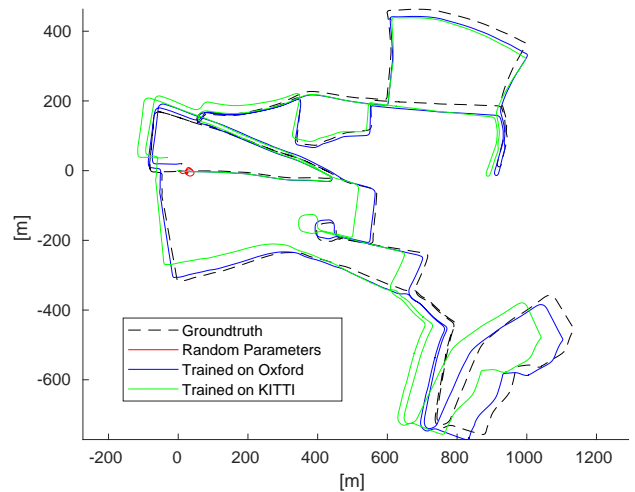 400
200
0
-200
-400
-600
[m]
Groundtruth
Random Parameters
Trained on Oxford
Trained on KITTI
-200 0 200 400 600 800 1000 1200
[m]